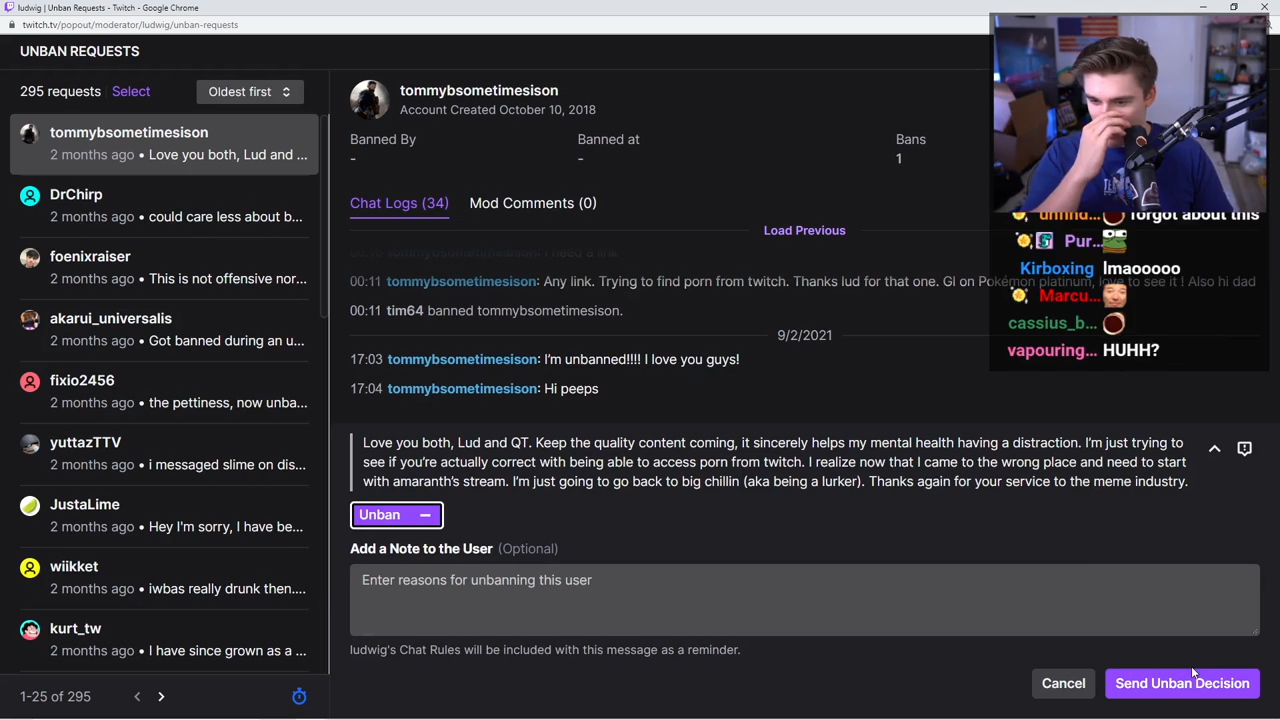 ludwig | Unban Requests - Twitch - Google Chrome
twitch.tv/popout/moderator/ludwig/unban-requests
UNBAN REQUESTS
295 requests Select Oldest first
tommybsometimesison
2 months ago • Love you both, Lud and ...
DrChirp
2 months ago • could care less about b...
foenixraiser
2 months ago • This is not offensive nor...
akarui_universalis
2 months ago • Got banned during an u...
fixio2456
2 months ago • the pettiness, now unba...
yuttazTTV
2 months ago • i messaged slime on dis...
JustaLime
2 months ago • Hey I'm sorry, I have be...
wiikket
2 months ago • iwbas really drunk then....
kurt_tw
2 months ago • I have since grown as a ...
1-25 of 295
tommybsometimesison
Account Created October 10, 2018
Banned By Banned at Bans
- - 1
Chat Logs (34) Mod Comments (0)
Load Previous
00:11 tommybsometimesison: Any link. Trying to find porn from twitch. Thanks lud for that one. Gl on Pokémon platinum, love to see it ! Also hi dad
00:11 tim64 banned tommybsometimesison.
9/2/2021
17:03 tommybsometimesison: I'm unbanned!!!! I love you guys!
17:04 tommybsometimesison: Hi peeps
Love you both, Lud and QT. Keep the quality content coming, it sincerely helps my mental health having a distraction. I'm just trying to
see if you're actually correct with being able to access porn from twitch. I realize now that I came to the wrong place and need to start
with amaranth's stream. I'm just going to go back to big chillin (aka being a lurker). Thanks again for your service to the meme industry.
Unban
Add a Note to the User (Optional)
Enter reasons for unbanning this user
ludwig's Chat Rules will be included with this message as a reminder.
Cancel Send Unban Decision
forgot about this
Pur...
Kirboxing lmaooooo
Marcu...
cassius_b...
vapouring... HUHH?